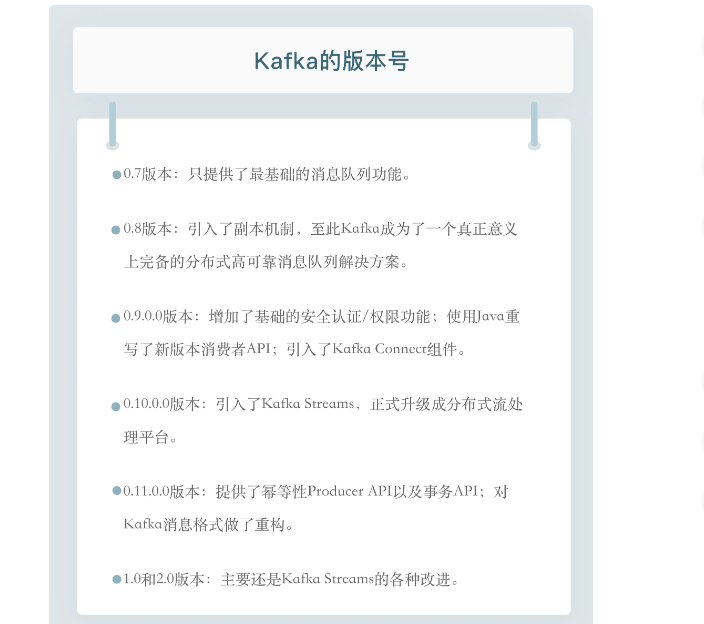 Kafka的版本号
0.7版本：只提供了最基础的消息队列功能。
0.8版本：引入了副本机制，至此Kafka成为了一个真正意义
上完备的分布式高可靠消息队列解决方案。
0.9.0.0版本：增加了基础的安全认证/权限功能；使用Java重
写了新版本消费者API；引入了Kafka Connect组件。
0.10.0.0版本：引入了Kafka Streams，正式升级成分布式流处
理平台。
0.11.0.0版本：提供了幂等性Producer API以及事务API；对
Kafka消息格式做了重构。
1.0和2.0版本：主要还是Kafka Streams的各种改进。